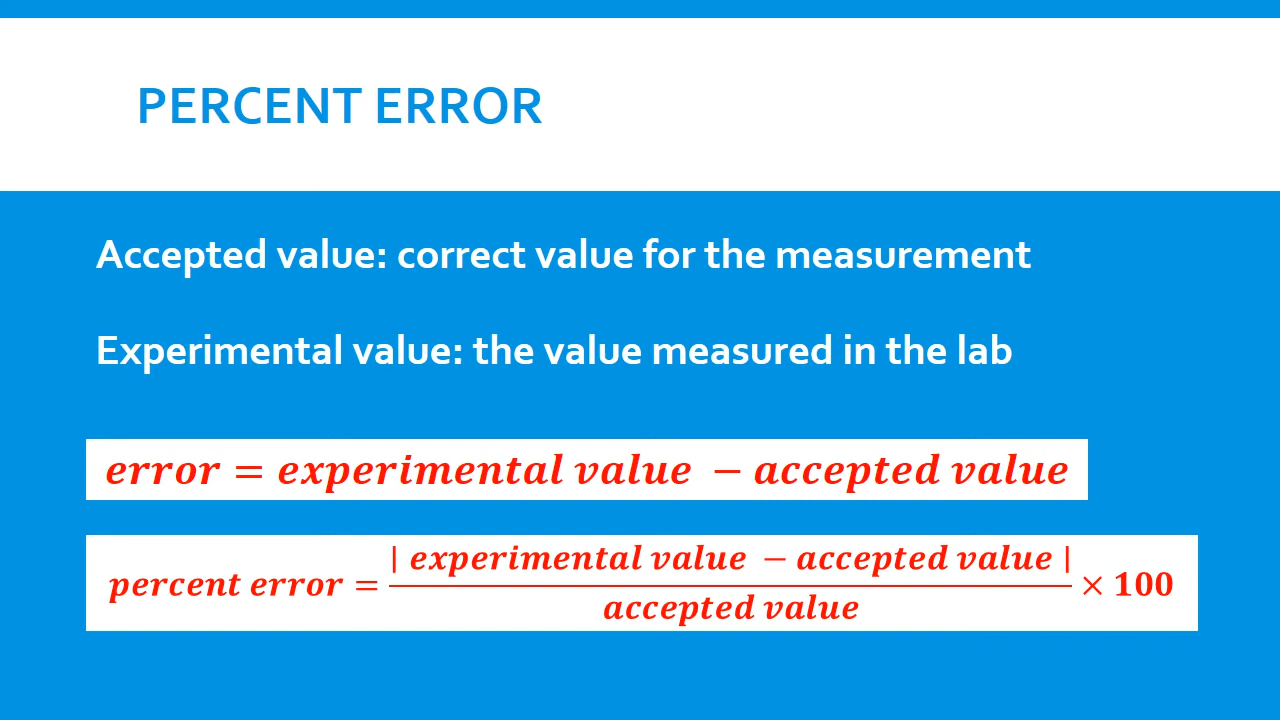 PERCENT ERROR
Accepted value: correct value for the measurement
Experimental value: the value measured in the lab
error = experimental value − accepted value
percent error = | experimental value − accepted value | / accepted value × 100